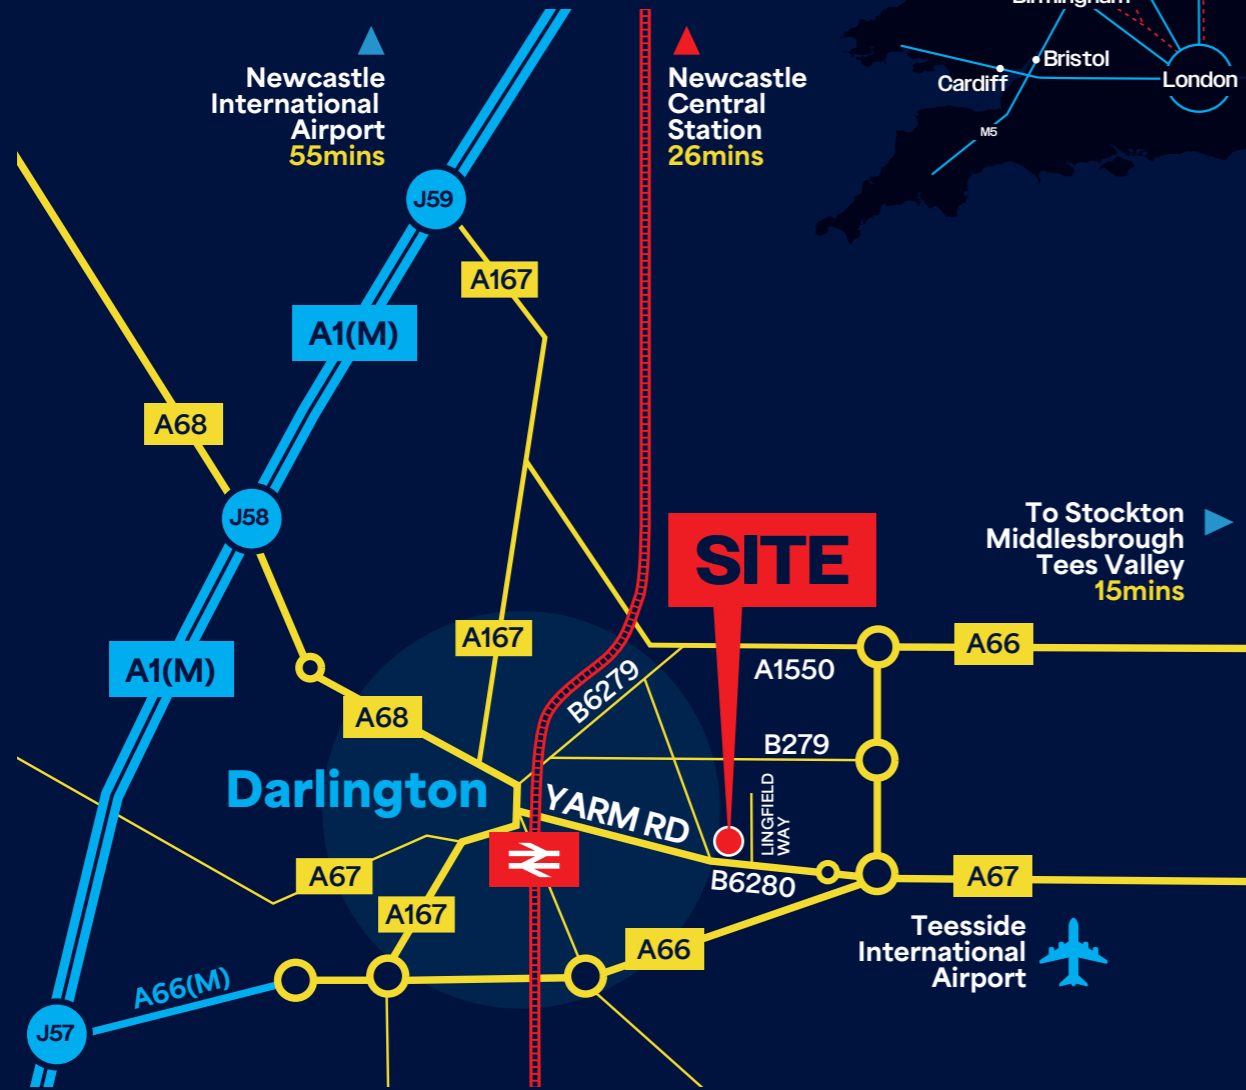 Birmingham
Bristol
Cardiff
London
M5
Newcastle
International
Airport
55mins
Newcastle
Central
Station
26mins
J59
A167
A1(M)
A68
J58
To Stockton
Middlesbrough
Tees Valley
15mins
SITE
A167
A66
A1550
A1(M)
B6279
A68
B279
Darlington
YARM RD
LINGFIELD
WAY
A67
B6280
A67
A167
Teesside
International
Airport
A66
A66(M)
J57